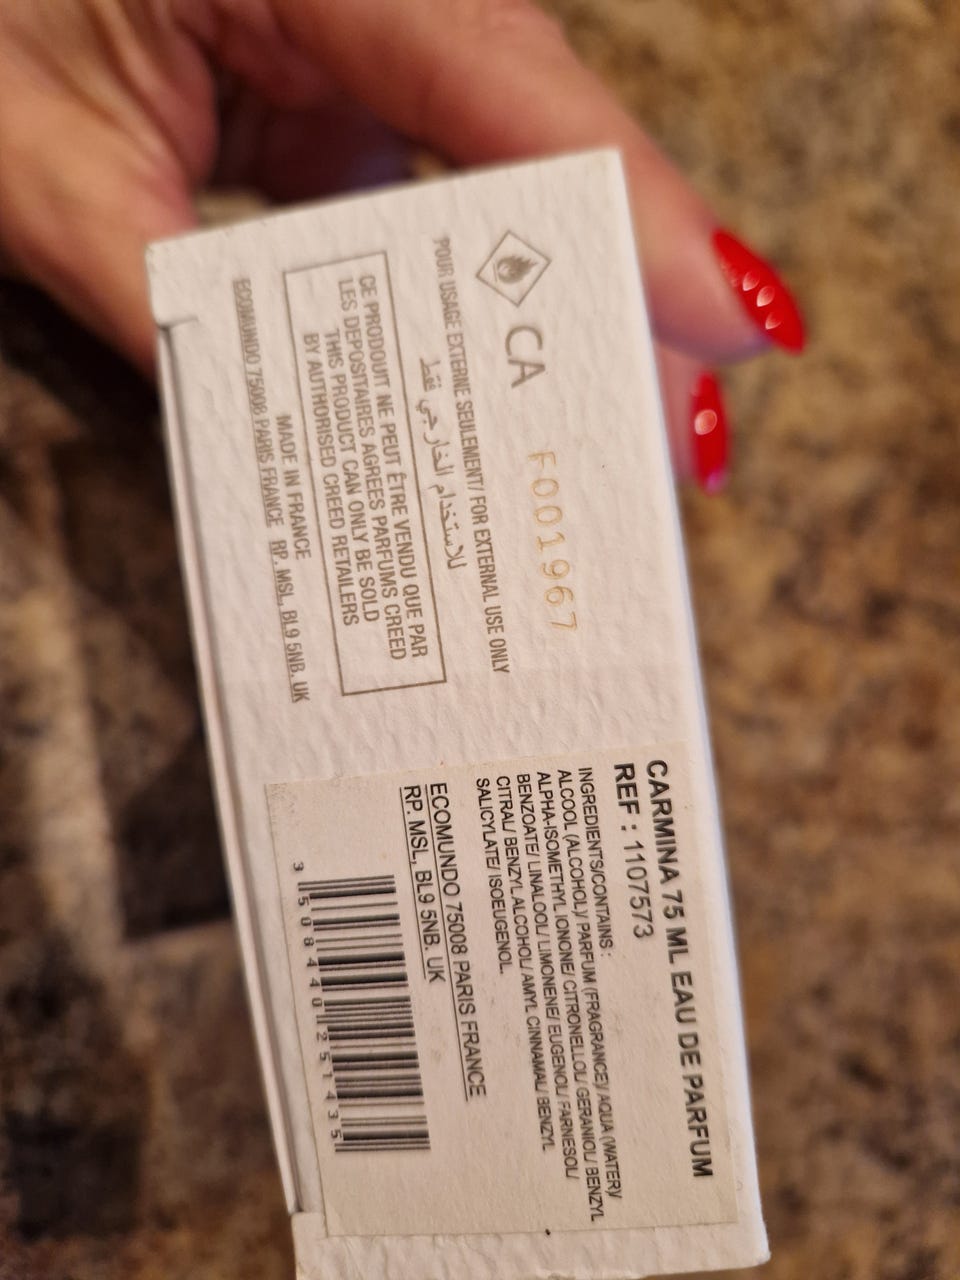 CA F001967
POUR USAGE EXTERNE SEULEMENT/ FOR EXTERNAL USE ONLY
للاستخدام الخارجي فقط
CE PRODOUIT NE PEUT ÊTRE VENDU QUE PAR
LES DEPOSITAIRES AGREES PARFUMS CREED
THIS PRODUCT CAN ONLY BE SOLD
BY AUTHORISED CREED RETAILERS
MADE IN FRANCE
ECOMUNDO 75008 PARIS FRANCE RP. MSL, BL9 5NB. UK
CARMINA 75 ML EAU DE PARFUM
REF : 1107573
INGREDIENTS/CONTAINS :
ALCOOL (ALCOHOL)/ PARFUM (FRAGRANCE)/ AQUA (WATER)/
ALPHA-ISOMETHYL IONONE/ CITRONELLOL/ GERANIOL/ BENZYL
BENZOATE/ LINALOOL/ LIMONENE/ EUGENOL/ FARNESOL/
CITRAL/ BENZYL ALCOHOL/ AMYL CINNAMAL/ BENZYL
SALICYLATE/ ISOEUGENOL.
ECOMUNDO 75008 PARIS FRANCE
RP. MSL, BL9 5NB. UK
3 508440 251435